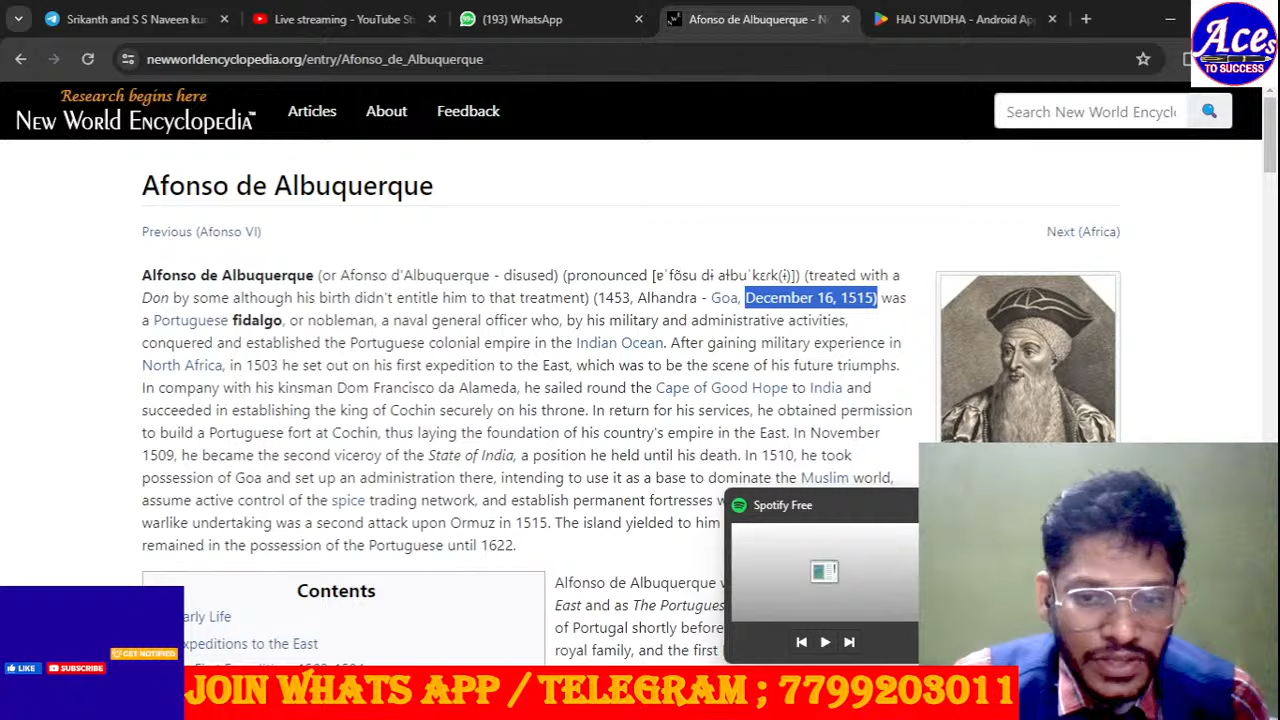 Srikanth and S S Naveen ku
Live streaming - YouTube St
(193) WhatsApp
Afonso de Albuquerque - N
HAJ SUVIDHA - Android Ap
newworldencyclopedia.org/entry/Afonso_de_Albuquerque
Aces
TO SUCCESS
Research begins here
NEW WORLD ENCYCLOPEDIA™
Articles
About
Feedback
Search New World Encyclo
Afonso de Albuquerque
Previous (Afonso VI)
Next (Africa)
Alfonso de Albuquerque (or Afonso d'Albuquerque - disused) (pronounced [ɐˈfõsu dɨ aɫbuˈkɛɾk(ɨ)]) (treated with a
Don by some although his birth didn't entitle him to that treatment) (1453, Alhandra - Goa, December 16, 1515) was
a Portuguese fidalgo, or nobleman, a naval general officer who, by his military and administrative activities,
conquered and established the Portuguese colonial empire in the Indian Ocean. After gaining military experience in
North Africa, in 1503 he set out on his first expedition to the East, which was to be the scene of his future triumphs.
In company with his kinsman Dom Francisco da Alameda, he sailed round the Cape of Good Hope to India and
succeeded in establishing the king of Cochin securely on his throne. In return for his services, he obtained permission
to build a Portuguese fort at Cochin, thus laying the foundation of his country's empire in the East. In November
1509, he became the second viceroy of the State of India, a position he held until his death. In 1510, he took
possession of Goa and set up an administration there, intending to use it as a base to dominate the Muslim world,
assume active control of the spice trading network, and establish permanent fortresses w
warlike undertaking was a second attack upon Ormuz in 1515. The island yielded to him
remained in the possession of the Portuguese until 1622.
Spotify Free
Contents
arly Life
xpeditions to the East
Alfonso de Albuquerque w
East and as The Portugues
of Portugal shortly before
royal family, and the first
GET NOTIFIED
LIKE
SUBSCRIBE
JOIN WHATS APP / TELEGRAM ; 7799203011